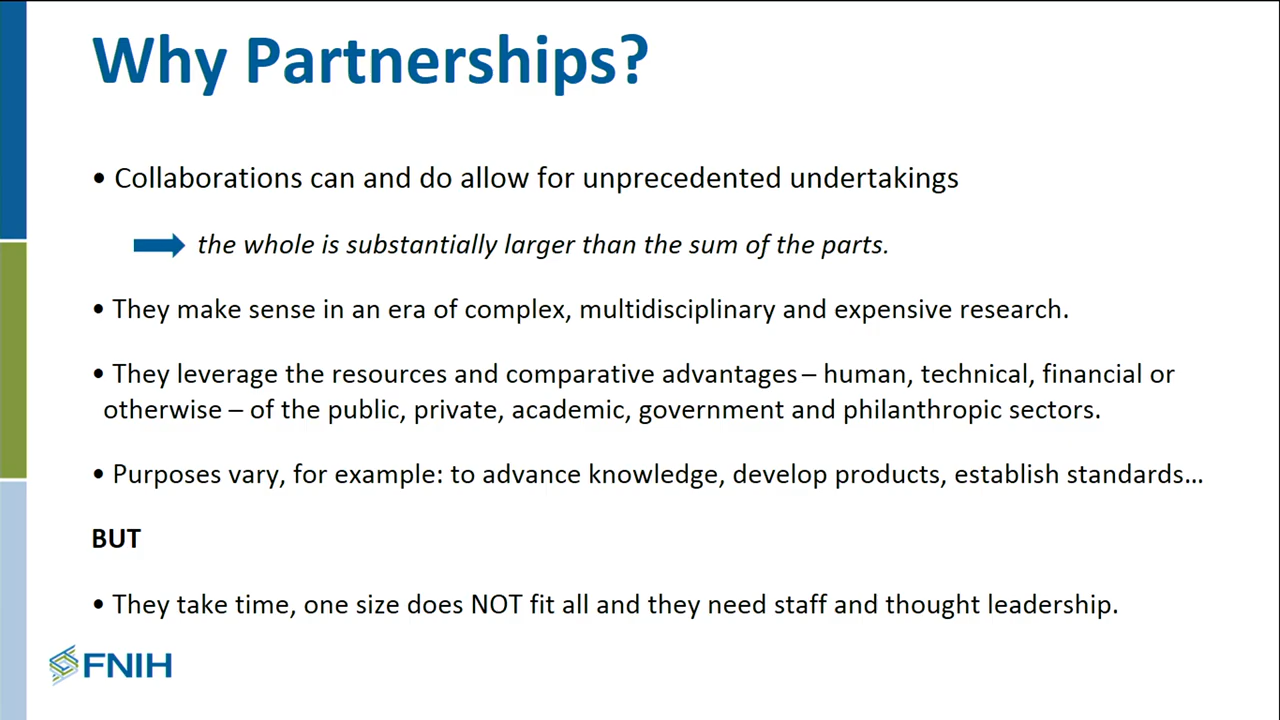 Why Partnerships?
• Collaborations can and do allow for unprecedented undertakings
the whole is substantially larger than the sum of the parts.
• They make sense in an era of complex, multidisciplinary and expensive research.
• They leverage the resources and comparative advantages – human, technical, financial or
otherwise – of the public, private, academic, government and philanthropic sectors.
• Purposes vary, for example: to advance knowledge, develop products, establish standards…
BUT
• They take time, one size does NOT fit all and they need staff and thought leadership.
FNIH